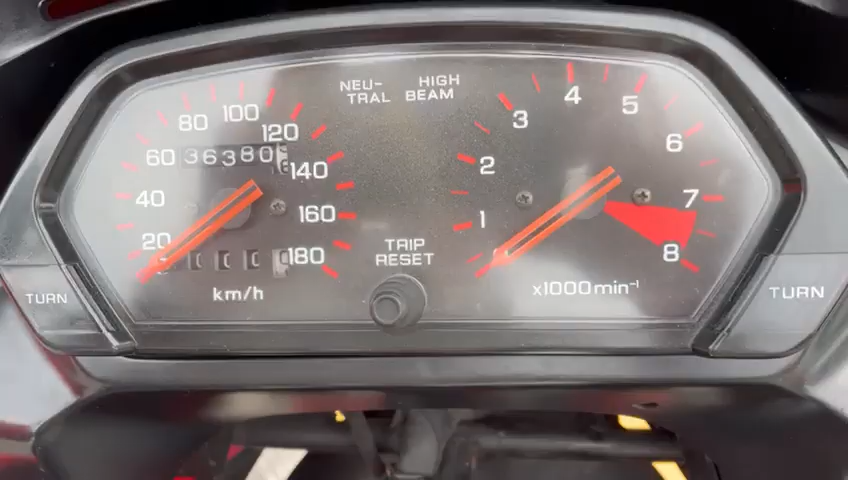 NEU-
TRAL
HIGH
BEAM
20
40
60
80
100
120
140
160
180
36380
km/h
TRIP
RESET
1
2
3
4
5
6
7
8
x1000min⁻¹
TURN
TURN